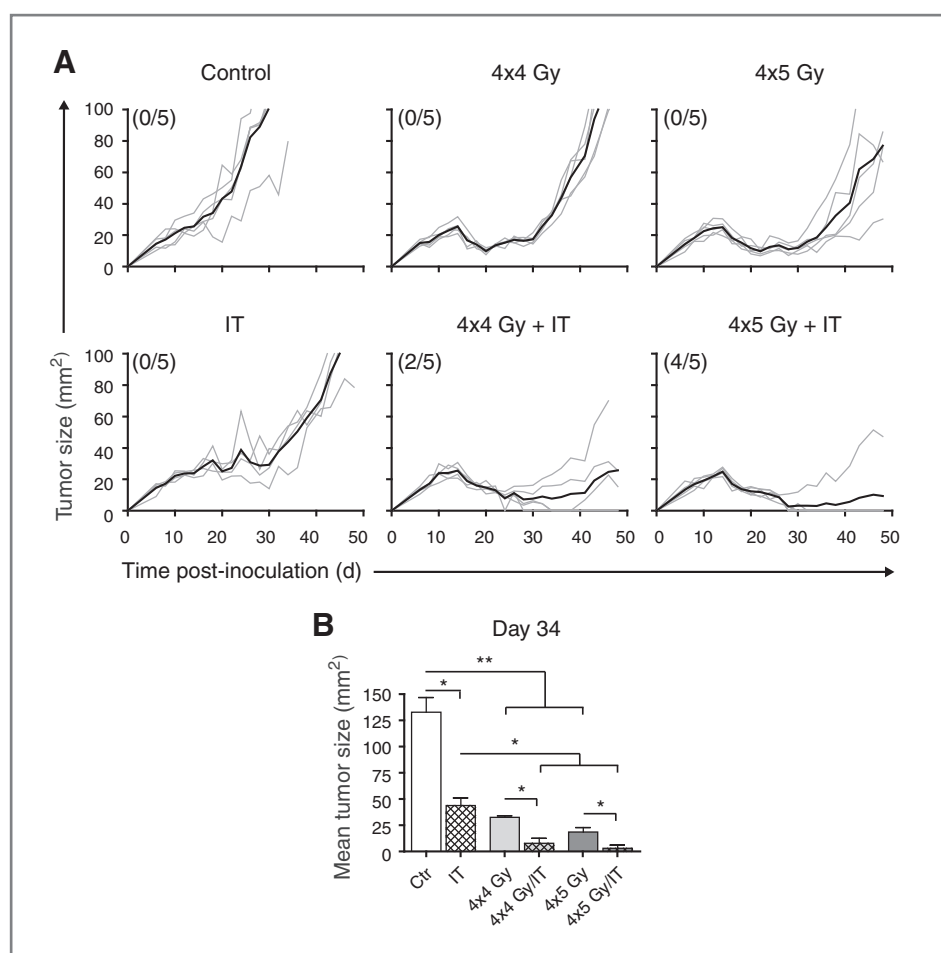 A
Control
4x4 Gy
4x5 Gy
100
80
60
40
20
0
(0/5)
(0/5)
(0/5)
IT
4x4 Gy + IT
4x5 Gy + IT
Tumor size (mm²)
100
80
60
40
20
0
(0/5)
(2/5)
(4/5)
0 10 20 30 40 50
0 10 20 30 40 50
0 10 20 30 40 50
Time post-inoculation (d)
B
Day 34
Mean tumor size (mm²)
150
125
100
75
50
25
0
**
*
*
*
*
Ctr
IT
4x4 Gy
4x4 Gy/IT
4x5 Gy
4x5 Gy/IT